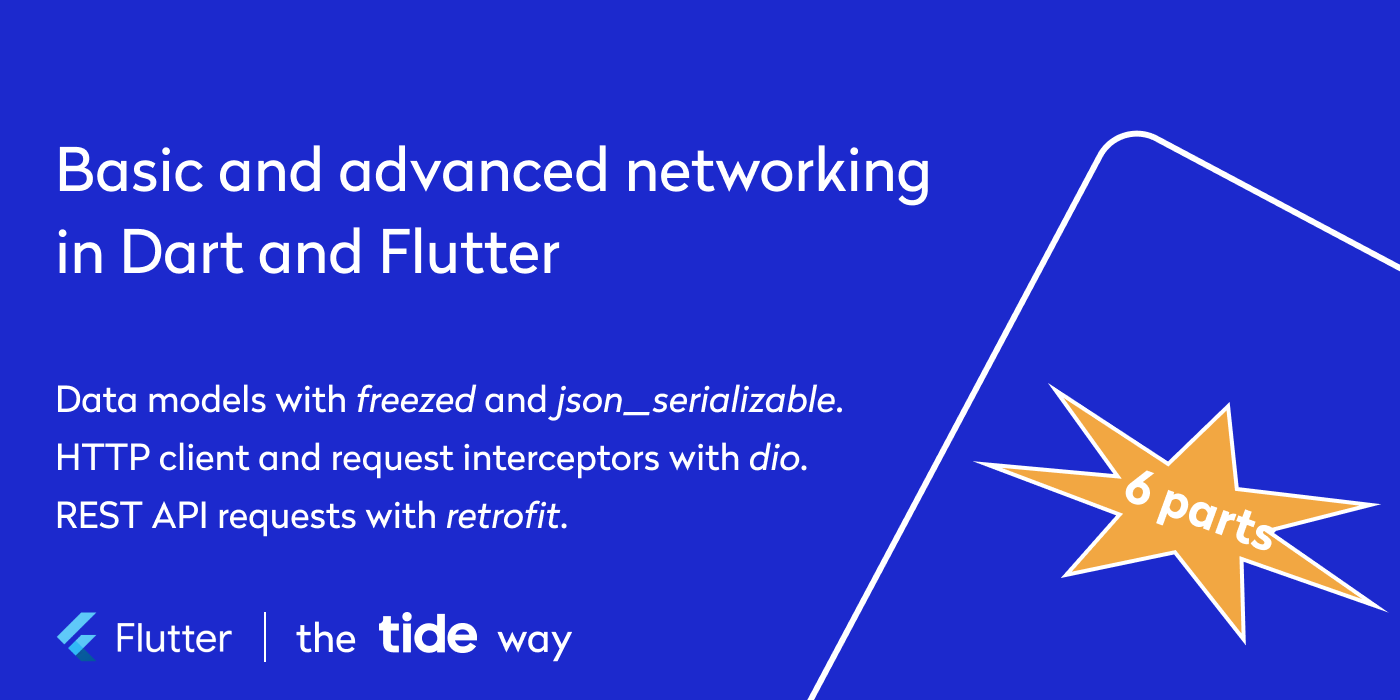 Basic and advanced networking
in Dart and Flutter
Data models with freezed and json_serializable.
HTTP client and request interceptors with dio.
REST API requests with retrofit.
6 parts
Flutter | the tide way